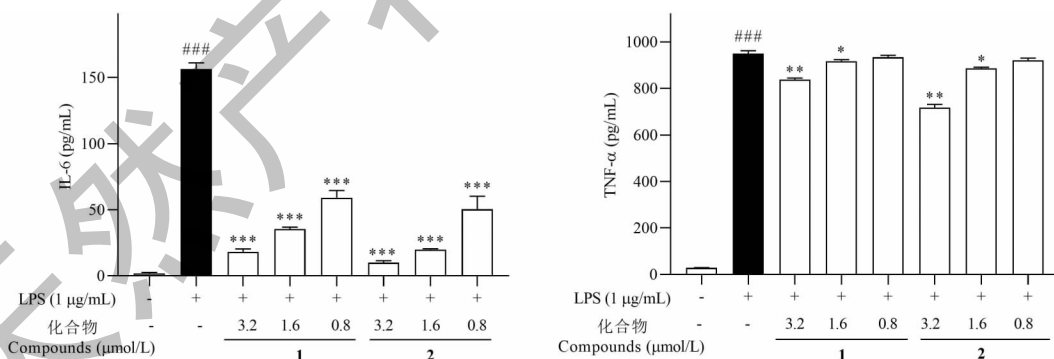 ###
150
100
50
0
IL-6 (pg/mL)
***
***
***
***
***
***
LPS (1 μg/mL) - + + + + + + +
化合物 - - 3.2 1.6 0.8 3.2 1.6 0.8
Compounds (μmol/L) 1 2
###
1000
800
600
400
200
0
TNF-α (pg/mL)
**
*
**
*
LPS (1 μg/mL) - + + + + + + +
化合物 - - 3.2 1.6 0.8 3.2 1.6 0.8
Compounds (μmol/L) 1 2
天然产